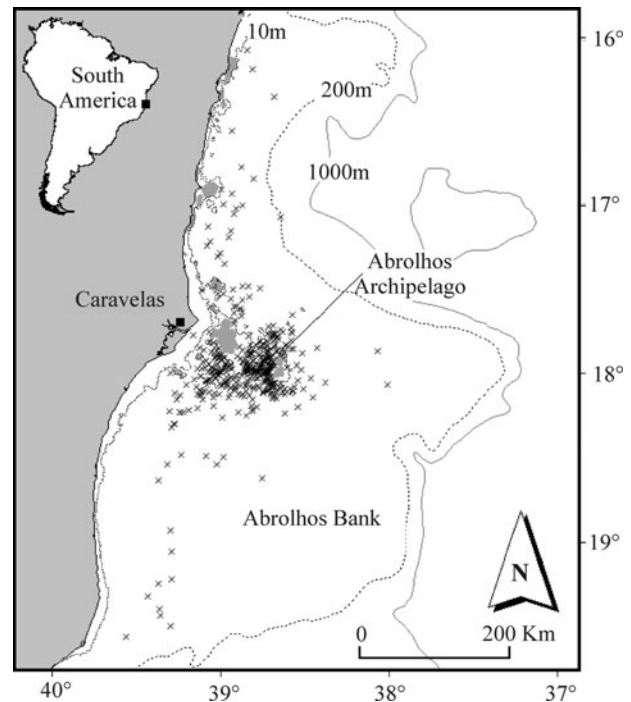 10m
16°
South
America
200m
1000m
17°
Abrolhos
Archipelago
Caravelas
18°
Abrolhos Bank
N
19°
0
200 Km
40°
39°
38°
37°